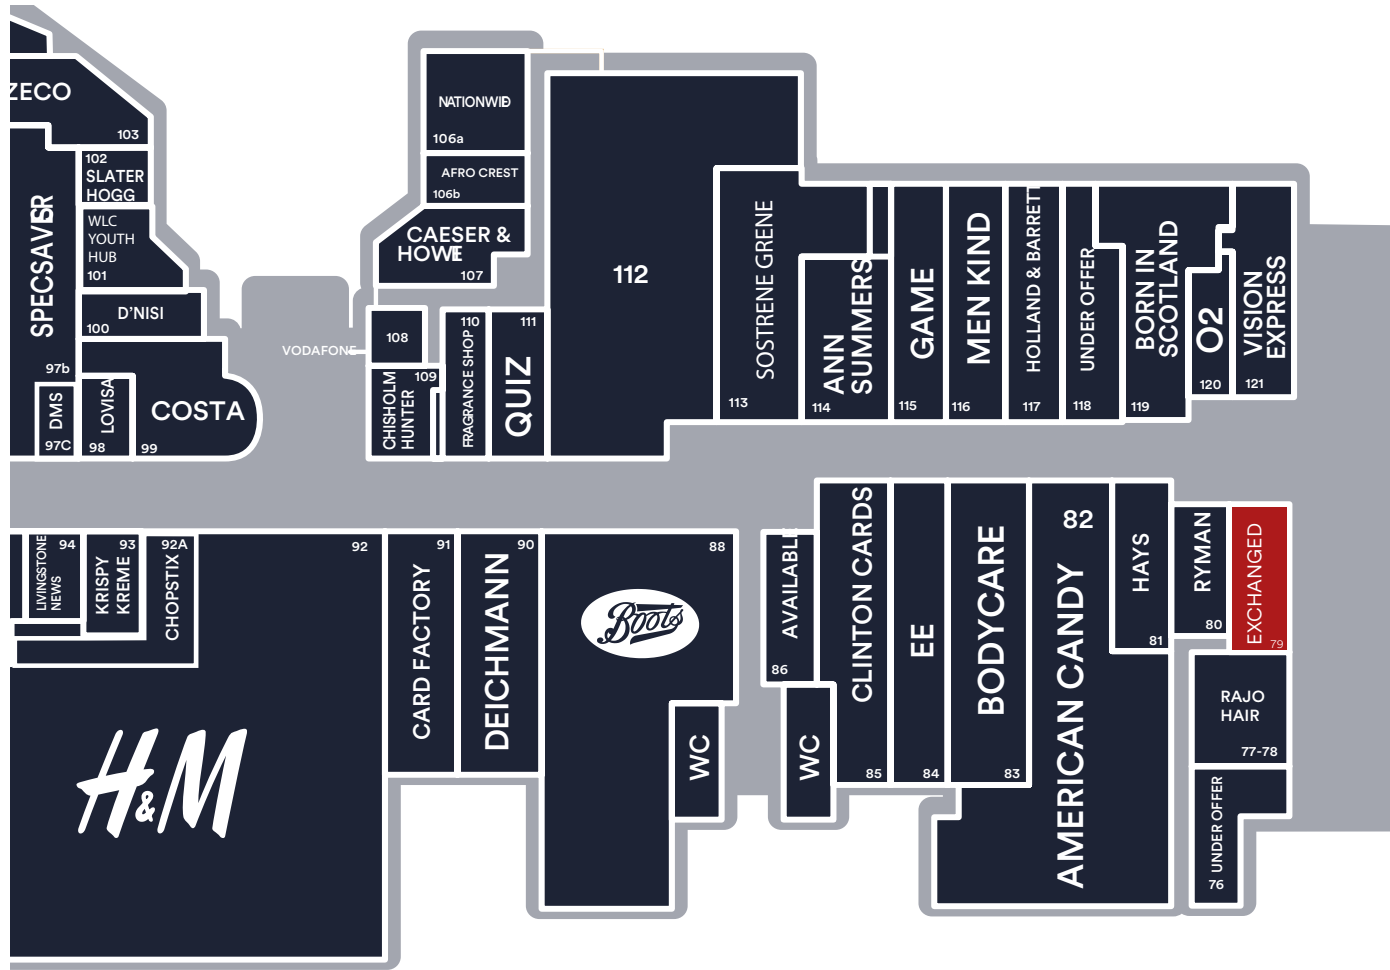 ZECO
103
102
SLATER
HOGG
WLC
YOUTH
HUB
101
D'NISI
100
SPECSAVER
97b
DIMS
97C
LOVISA
98
COSTA
99
NATIONWID
106a
AFRO CREST
106b
CAESER &
HOWIE
107
VODAFONE
108
109
CHISHOLM
HUNTER
110
FRAGRANCE SHOP
111
QUIZ
112
SOSTRENE GRENE
113
ANN
SUMMERS
114
GAME
115
MEN KIND
116
HOLLAND & BARRETT
117
UNDER OFFER
118
BORN IN
SCOTLAND
119
O2
120
VISION
EXPRESS
121
94
LIVINGSTONE
NEWS
93
KRISPY
KREME
92A
CHOPSTIX
92
H&M
91
CARD FACTORY
90
DEICHMANN
88
Boots
WC
AVAILABLE
86
WC
CLINTON CARDS
85
EE
84
BODYCARE
83
82
AMERICAN CANDY
HAYS
81
RYMAN
80
EXCHANGED
79
RAJO
HAIR
77-78
UNDER OFFER
76